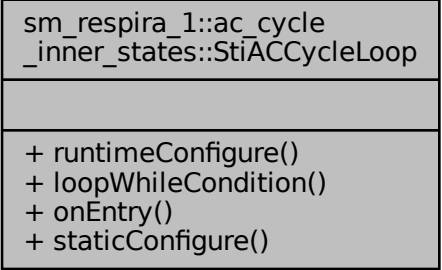 sm_respira_1::ac_cycle
_inner_states::StiACCycleLoop
+ runtimeConfigure()
+ loopWhileCondition()
+ onEntry()
+ staticConfigure()